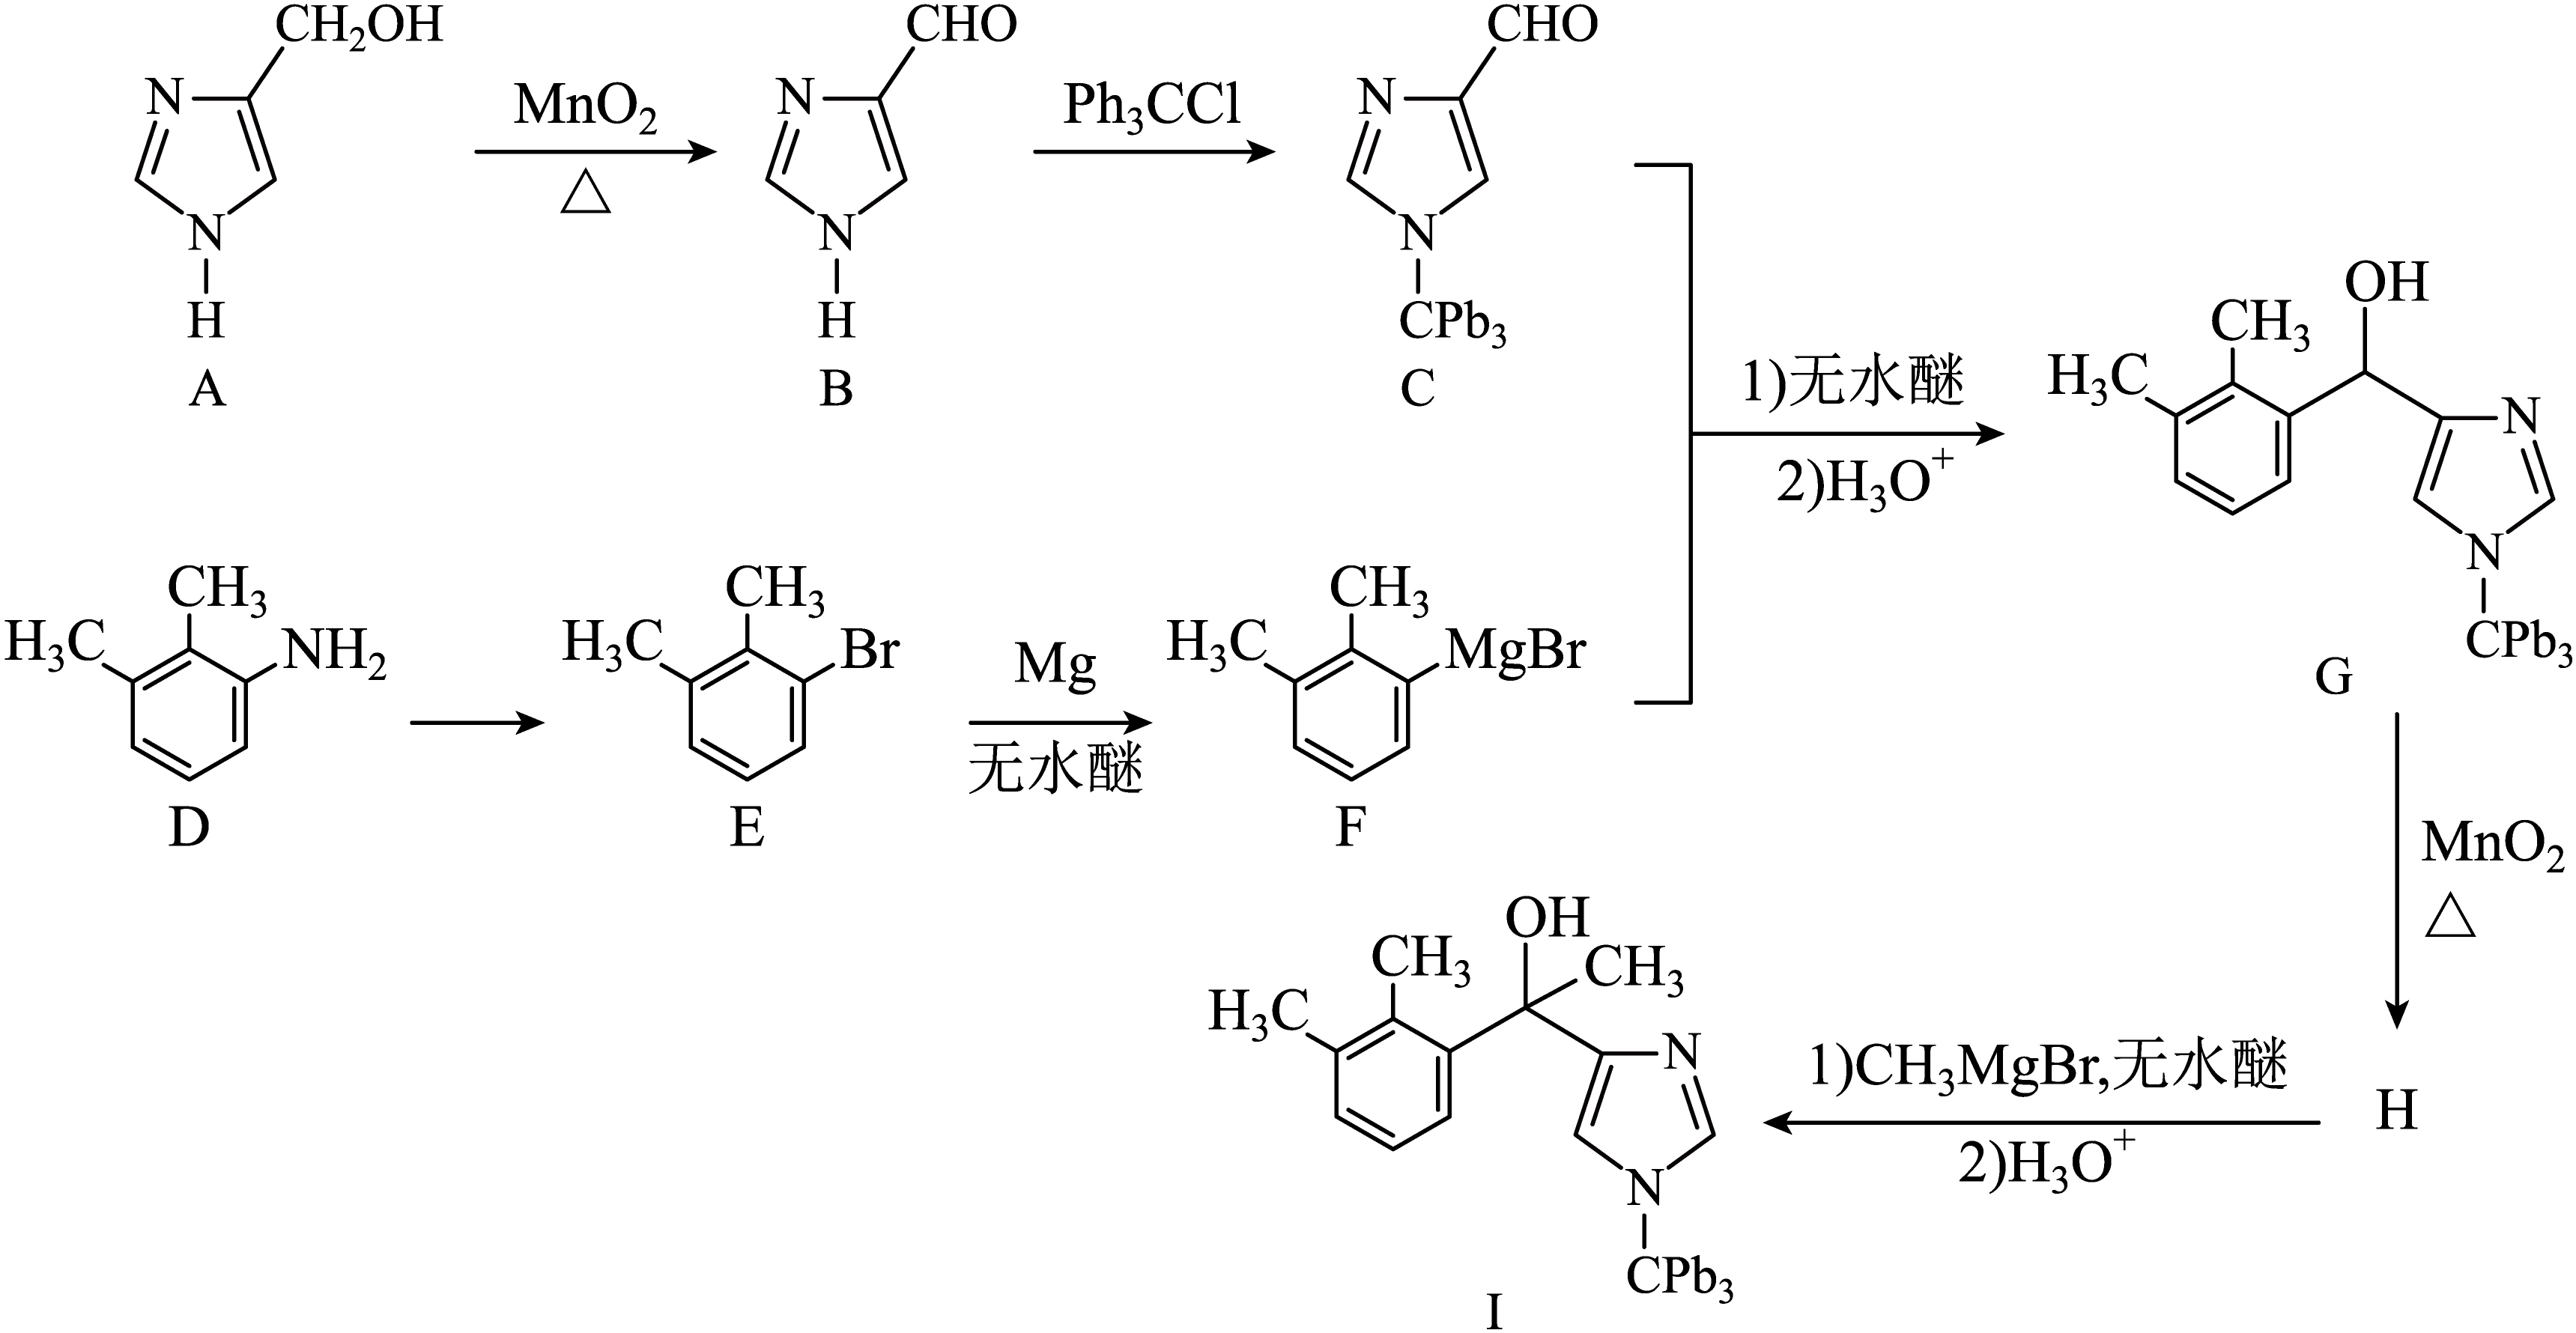 CH₂OH
N
N
H
A
MnO₂
△
CHO
N
N
H
B
Ph₃CCl
CHO
N
N
CPb₃
C
1)无水醚
2)H₃O⁺
OH
CH₃
H₃C
N
N
CPb₃
G
CH₃
H₃C
NH₂
D
CH₃
H₃C
Br
E
Mg
无水醚
CH₃
H₃C
MgBr
F
MnO₂
△
H
1)CH₃MgBr,无水醚
2)H₃O⁺
OH
CH₃
CH₃
H₃C
N
N
CPb₃
I